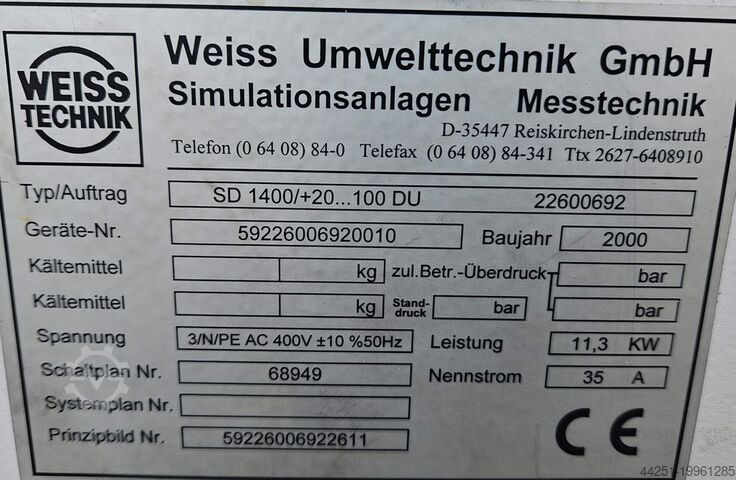 WEISS
TECHNIK
Weiss Umwelttechnik GmbH
Simulationsanlagen Messtechnik
D-35447 Reiskirchen-Lindenstruth
Telefon (0 64 08) 84-0 Telefax (0 64 08) 84-341 Ttx 2627-6408910
Typ/Auftrag SD 1400/+20...100 DU 22600692
Geräte-Nr. 59226006920010 Baujahr 2000
Kältemittel kg zul.Betr.-Überdruck bar
Kältemittel kg Stand-druck bar bar
Spannung 3/N/PE AC 400V ±10 %50Hz Leistung 11,3 KW
Schaltplan Nr. 68949 Nennstrom 35 A
Systemplan Nr.
Prinzipbild Nr. 59226006922611 CE
44251-19961285